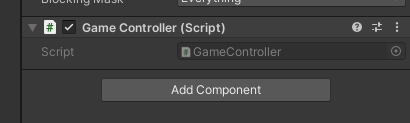 Blocking Mask Everything
# Game Controller (Script)
Script # GameController
Add Component